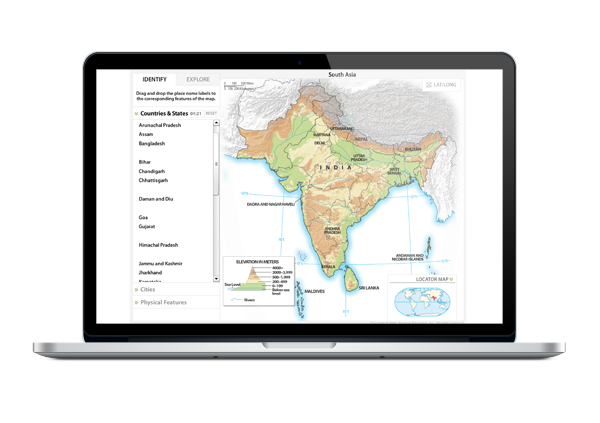 South Asia
IDENTIFY
EXPLORE
Drag and drop the place name labels to
the corresponding features of the map.
Countries & States 01:21 RESET
Arunachal Pradesh
Assam
Bangladesh
Bihar
Chandigarh
Chhattisgarh
Daman and Diu
Goa
Gujarat
Himachal Pradesh
Jammu and Kashmir
Jharkhand
Karnataka
Cities
Physical Features
LAT/LONG
UTTARAKHAND
HARYANA
DELHI
NEPAL
BHUTAN
UTTAR
PRADESH
INDIA
WEST
BENGAL
DADRA AND NAGAR HAVELI
ANDHRA
PRADESH
ANDAMAN AND
NICOBAR ISLANDS
KERALA
SRI LANKA
MALDIVES
ELEVATION IN METERS
4000+
2000–3,999
500–1,999
200–499
0–199
Below sea
level
Sea Level
Rivers
LOCATOR MAP